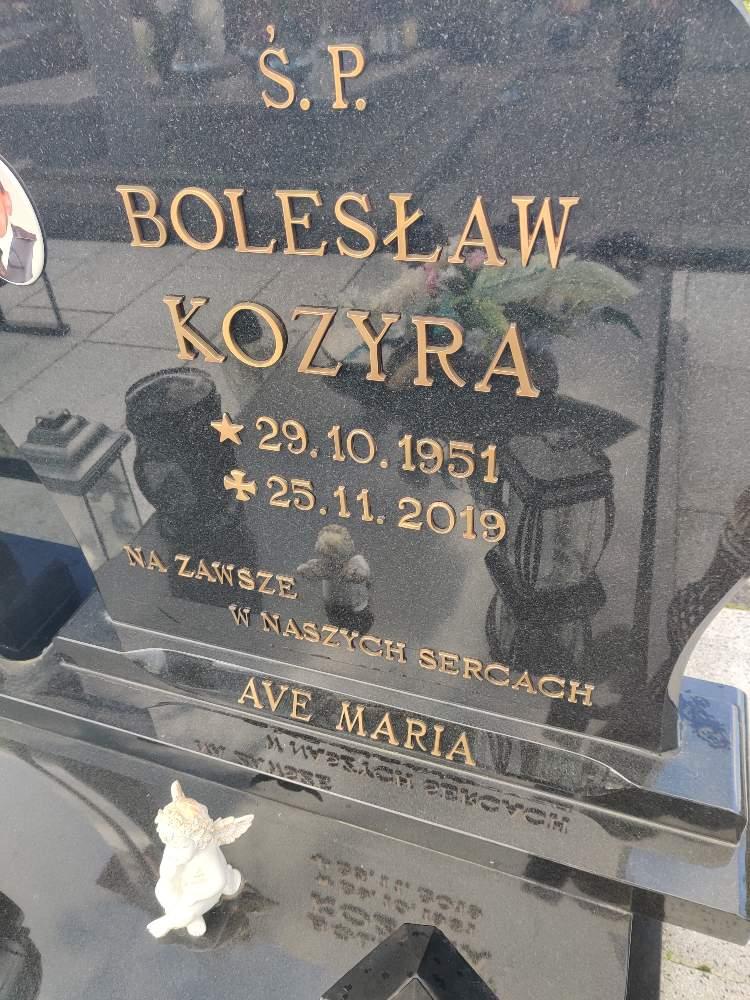 Ś.P.
BOLESŁAW
KOZYRA
29.10.1951
25.11.2019
NA ZAWSZE
W NASZYCH SERCACH
AVE MARIA